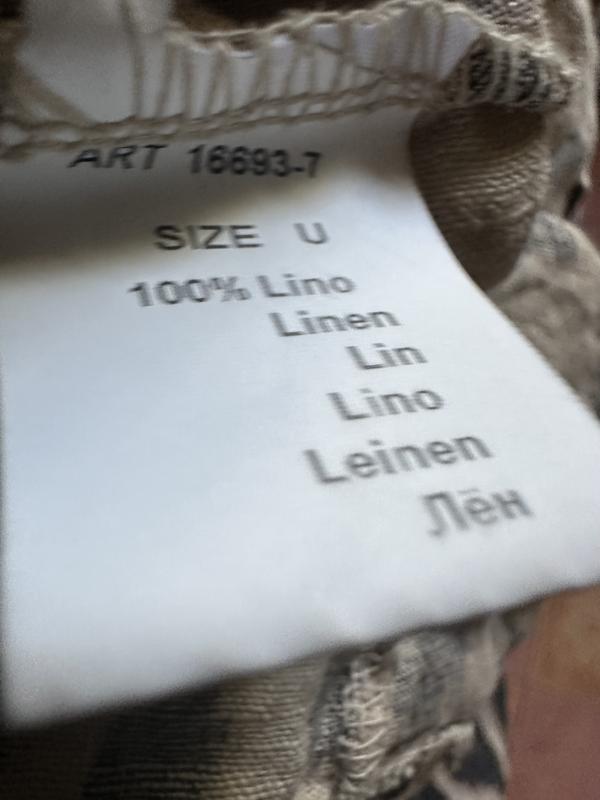 ART 16693-7
SIZE U
100% Lino
Linen
Lin
Lino
Leinen
Лён